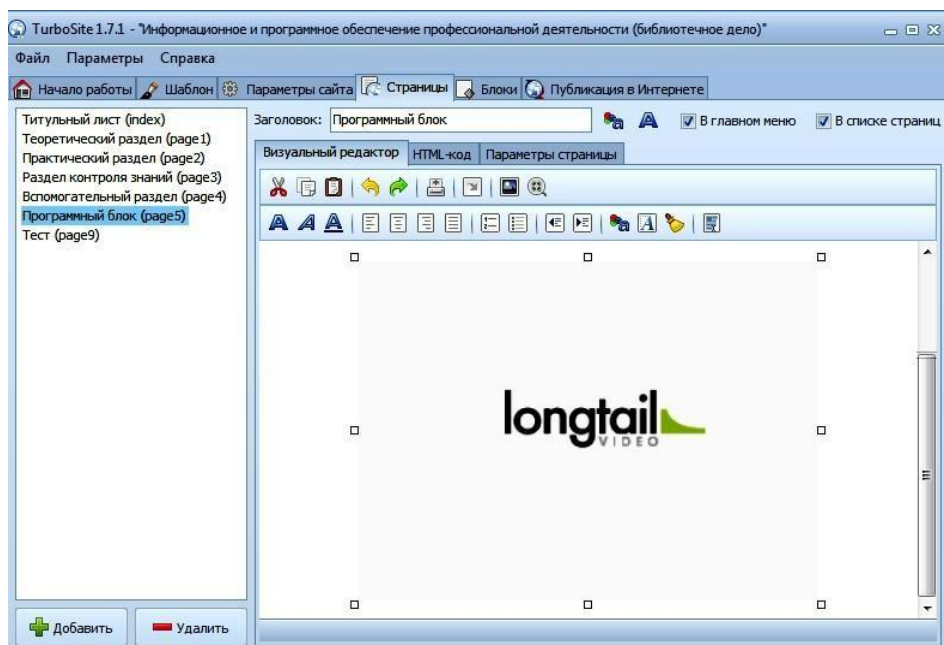 TurboSite 1.7.1 - "Информационное и программное обеспечение профессиональной деятельности (библиотечное дело)"
Файл Параметры Справка
Начало работы Шаблон Параметры сайта Страницы Блоки Публикация в Интернете
Титульный лист (index)
Теоретический раздел (page1)
Практический раздел (page2)
Раздел контроля знаний (page3)
Вспомогательный раздел (page4)
Программный блок (page5)
Тест (page9)
Заголовок: Программный блок В главном меню В списке страниц
Визуальный редактор HTML-код Параметры страницы
longtail
VIDEO
Добавить Удалить